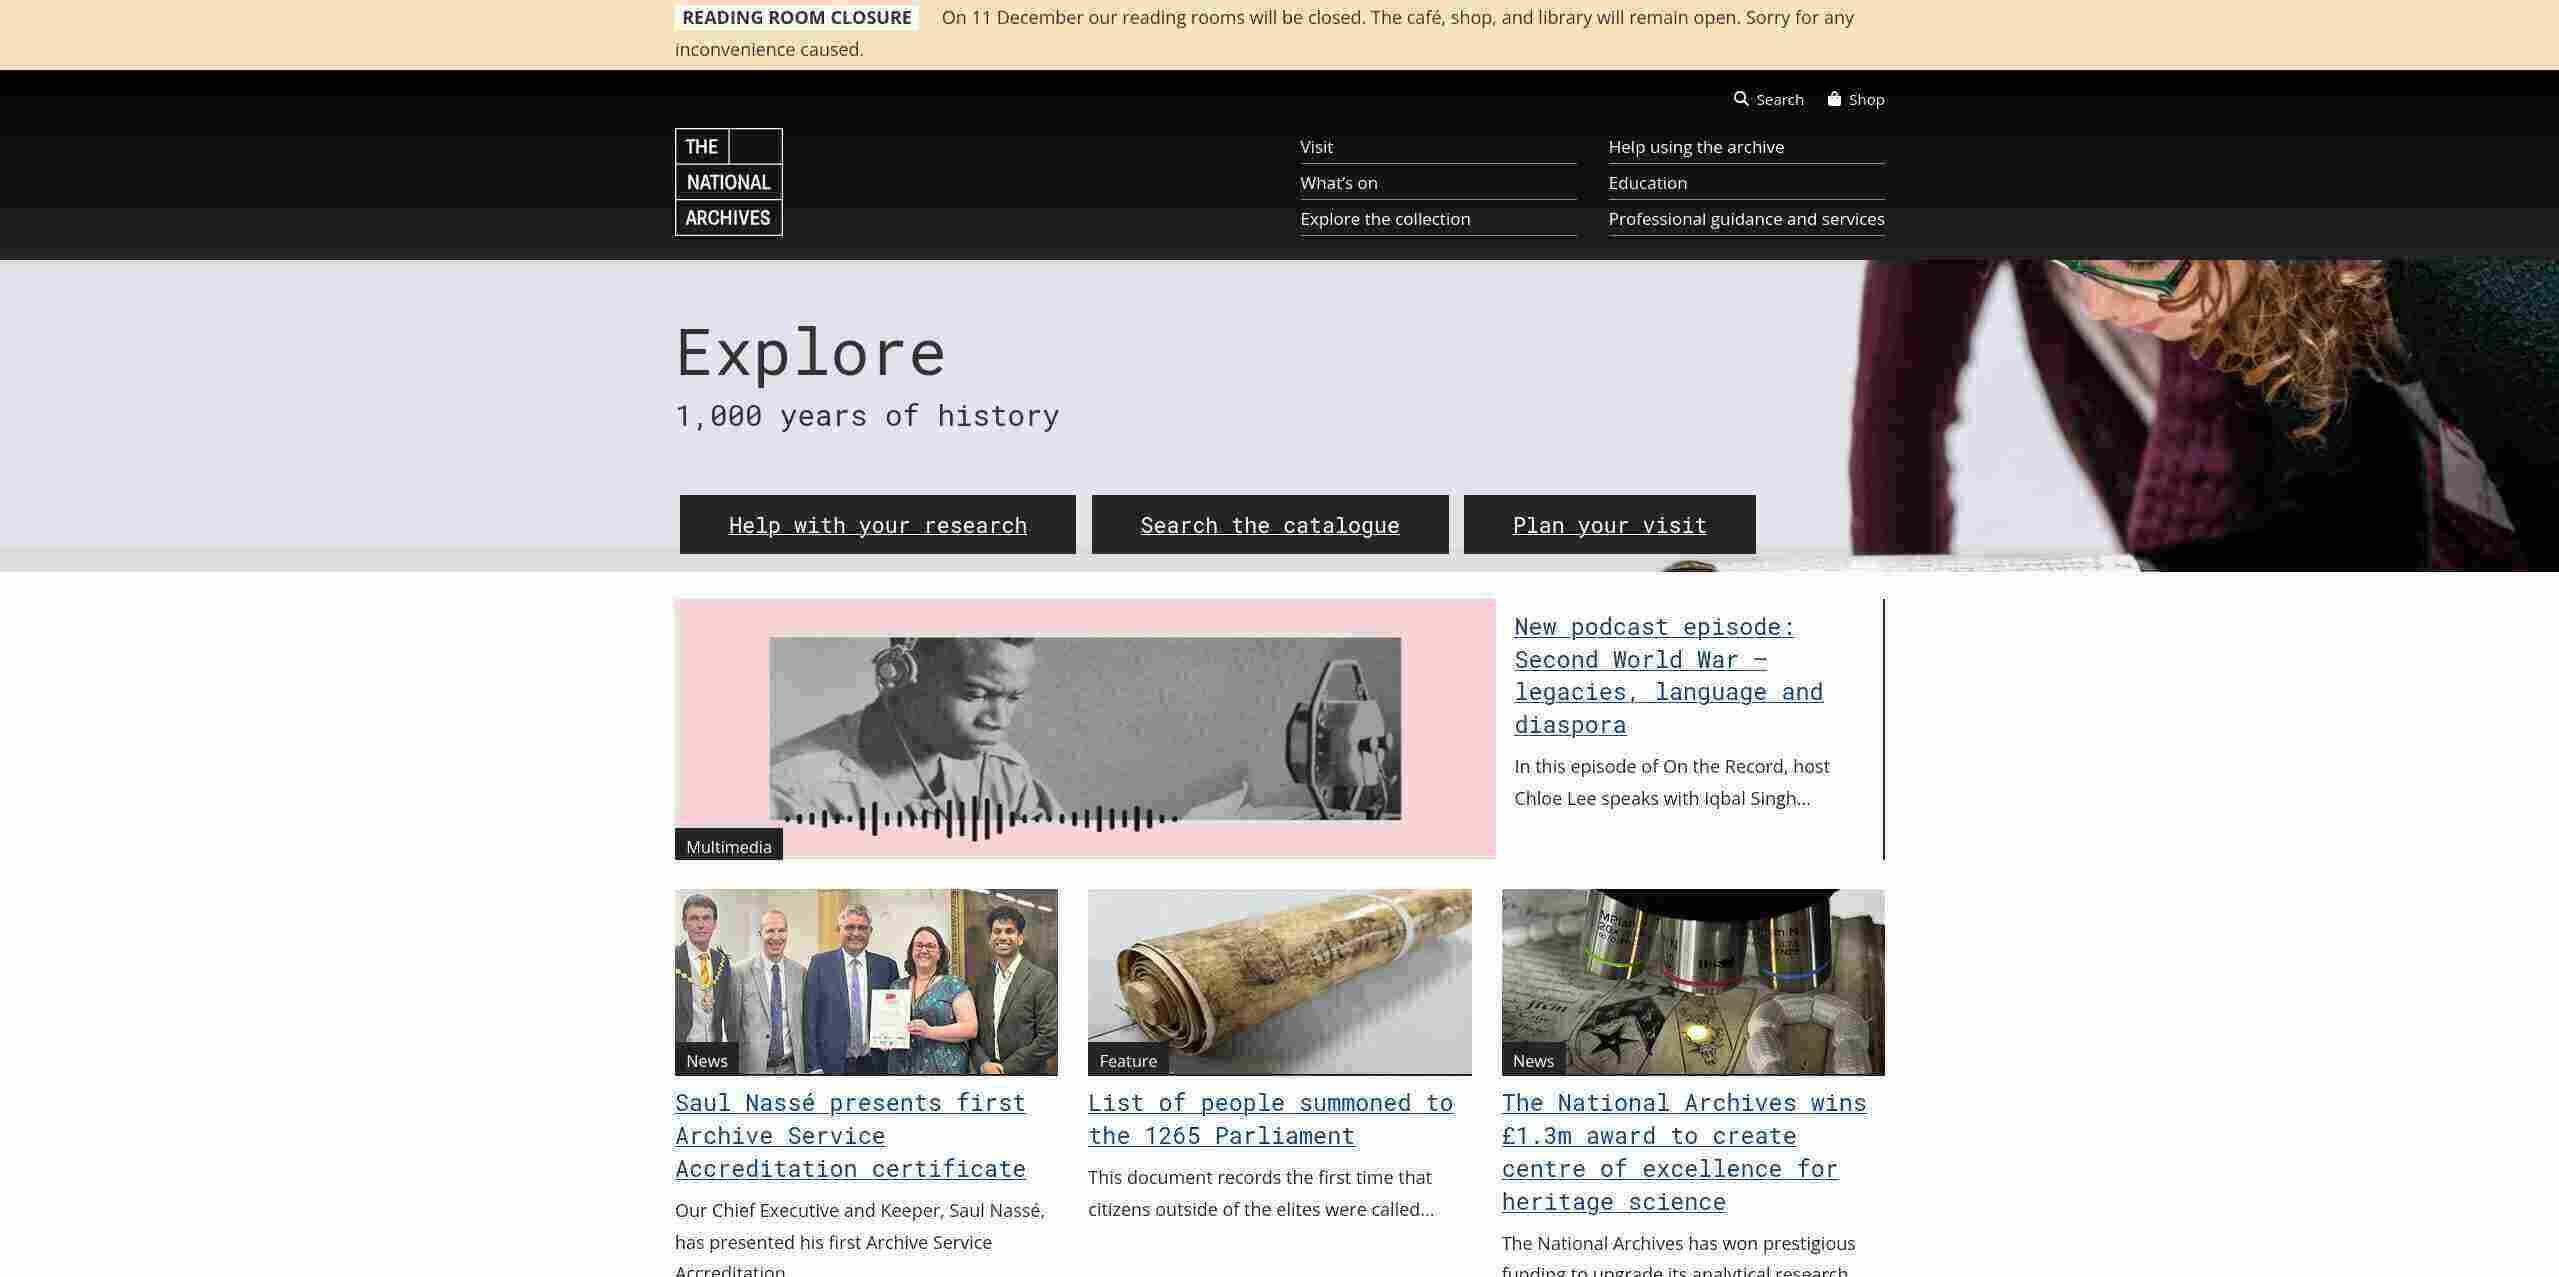 READING ROOM CLOSURE On 11 December our reading rooms will be closed. The café, shop, and library will remain open. Sorry for any
inconvenience caused.
Search Shop
THE
NATIONAL
ARCHIVES
Visit
What's on
Explore the collection
Help using the archive
Education
Professional guidance and services
Explore
1,000 years of history
Help with your research
Search the catalogue
Plan your visit
Multimedia
New podcast episode:
Second World War –
legacies, language and
diaspora
In this episode of On the Record, host
Chloe Lee speaks with Iqbal Singh...
News
Saul Nassé presents first
Archive Service
Accreditation certificate
Our Chief Executive and Keeper, Saul Nassé,
has presented his first Archive Service
Accreditation
Feature
List of people summoned to
the 1265 Parliament
This document records the first time that
citizens outside of the elites were called...
News
The National Archives wins
£1.3m award to create
centre of excellence for
heritage science
The National Archives has won prestigious
funding to upgrade its analytical research